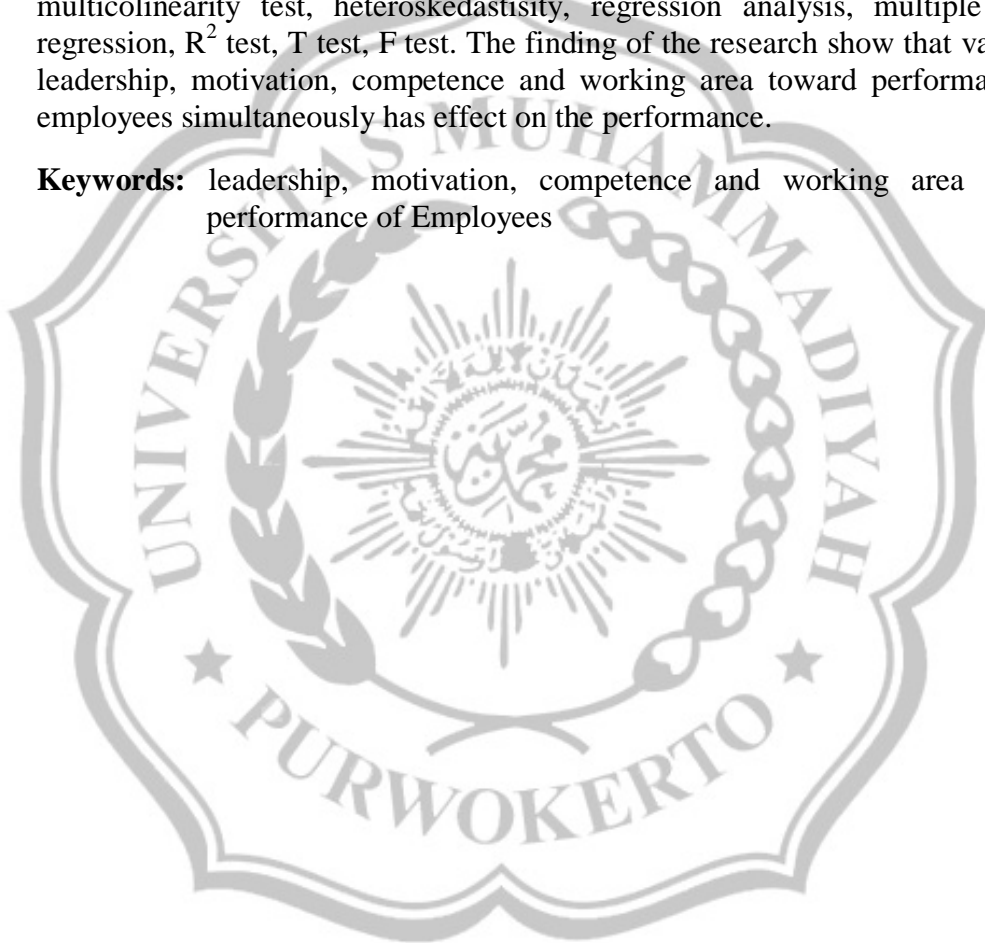 multicolinearity test, heteroskedastisity, regression analysis, multiple
regression, R² test, T test, F test. The finding of the research show that va
leadership, motivation, competence and working area toward performa
employees simultaneously has effect on the performance.
Keywords: leadership, motivation, competence and working area
performance of Employees
UNIVERSITAS MUHAMMADIYAH
PURWOKERTO